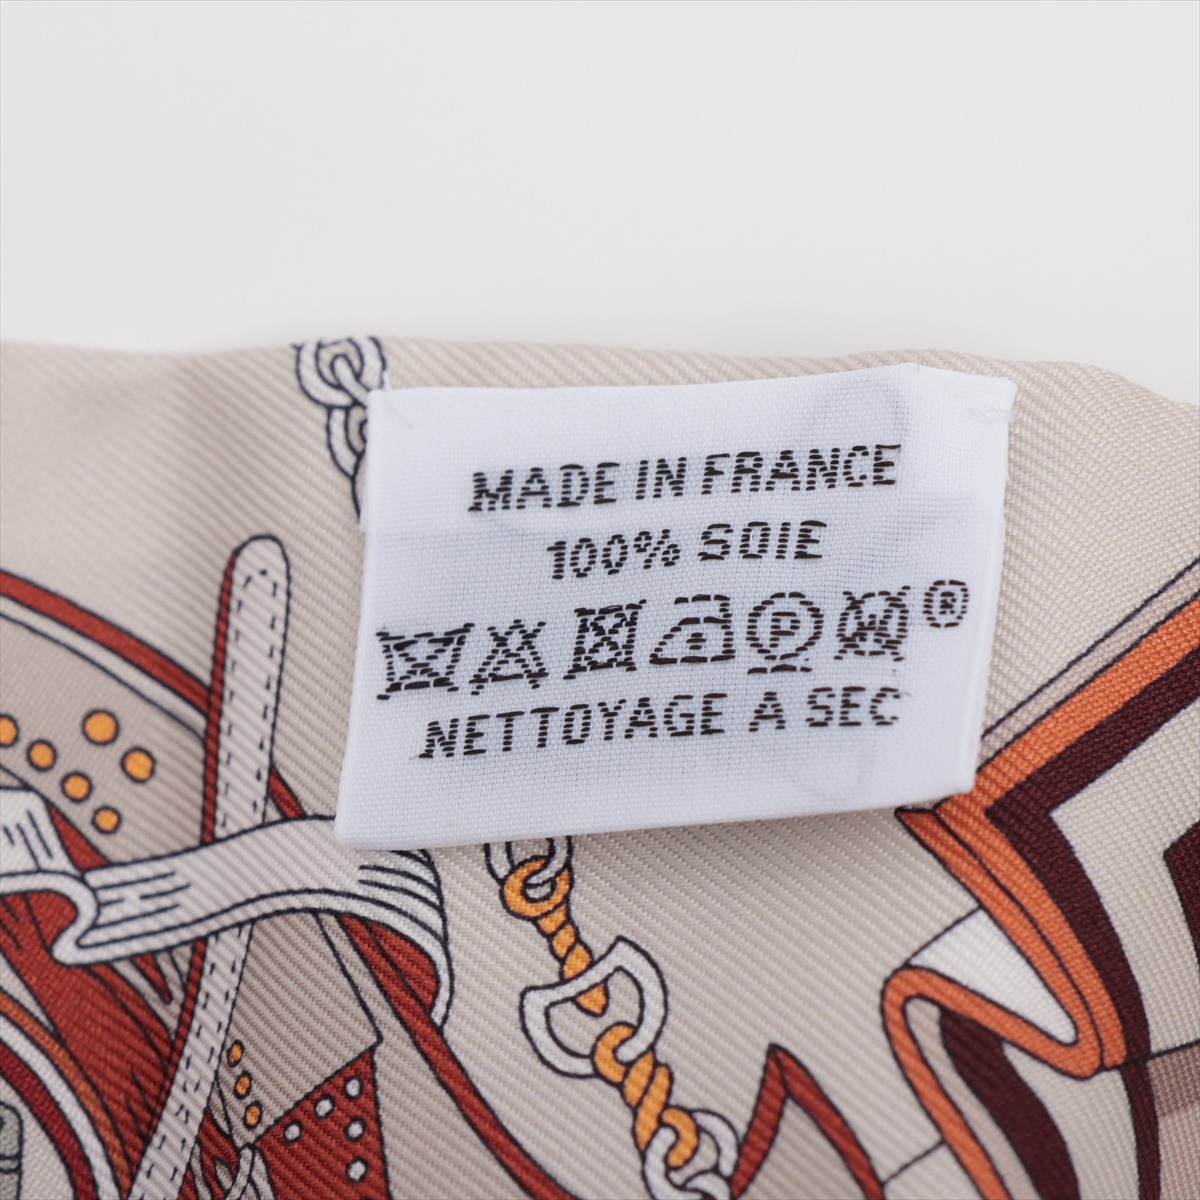 MADE IN FRANCE
100% SOIE
P W ®
NETTOYAGE A SEC